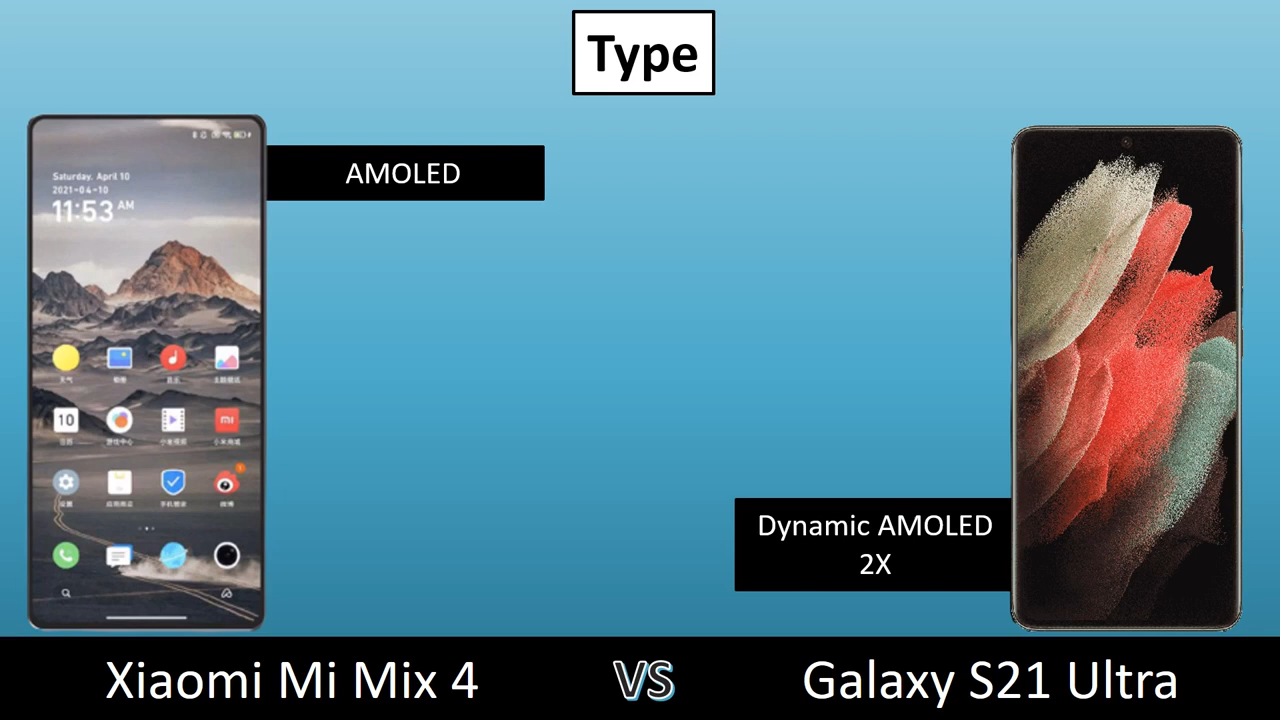 Type
AMOLED
Saturday. April 10
2021-04-10
11:53 AM
10
Dynamic AMOLED
2X
Xiaomi Mi Mix 4
VS
Galaxy S21 Ultra